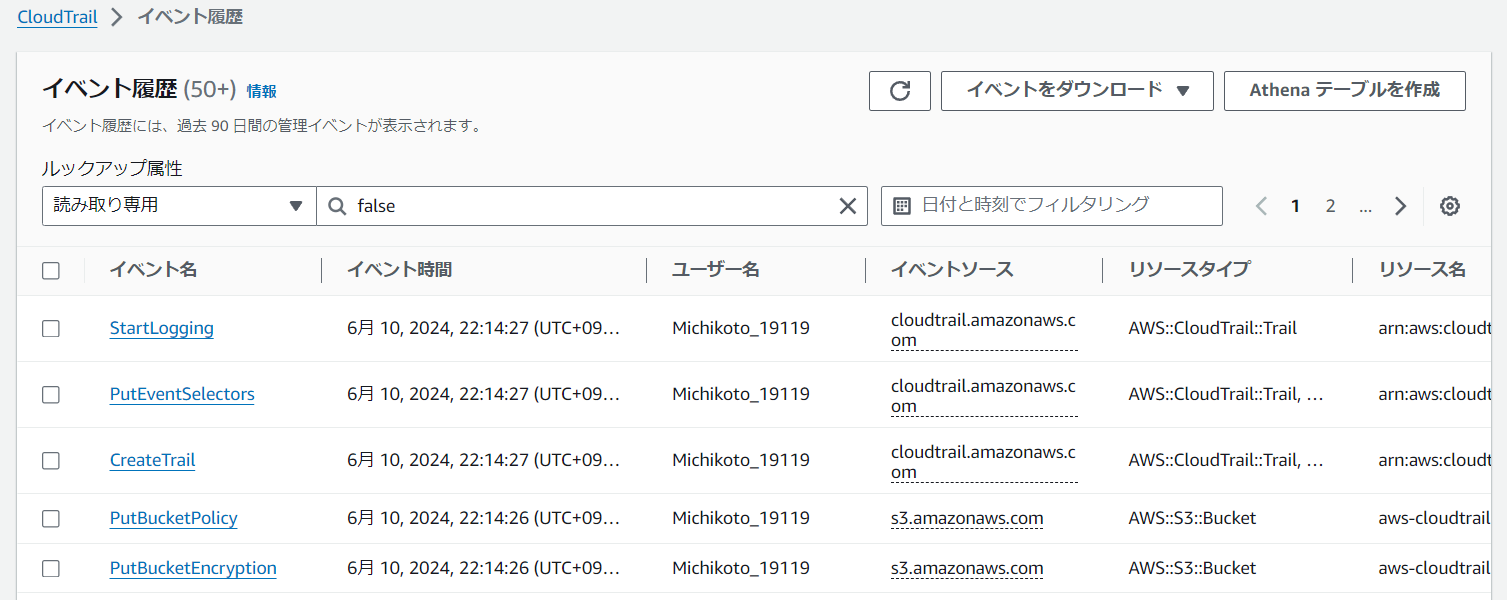 CloudTrail > イベント履歴
イベント履歴 (50+) 情報
イベントをダウンロード ▼
Athena テーブルを作成
イベント履歴には、過去 90 日間の管理イベントが表示されます。
ルックアップ属性
読み取り専用 ▼ false × 日付と時刻でフィルタリング < 1 2 ... >
イベント名 イベント時間 ユーザー名 イベントソース リソースタイプ リソース名
StartLogging 6月 10, 2024, 22:14:27 (UTC+09… Michikoto_19119 cloudtrail.amazonaws.c AWS::CloudTrail::Trail arn:aws:cloudt
om
PutEventSelectors 6月 10, 2024, 22:14:27 (UTC+09… Michikoto_19119 cloudtrail.amazonaws.c AWS::CloudTrail::Trail, … arn:aws:cloudt
om
CreateTrail 6月 10, 2024, 22:14:27 (UTC+09… Michikoto_19119 cloudtrail.amazonaws.c AWS::CloudTrail::Trail, … arn:aws:cloudt
om
PutBucketPolicy 6月 10, 2024, 22:14:26 (UTC+09… Michikoto_19119 s3.amazonaws.com AWS::S3::Bucket aws-cloudtrail
PutBucketEncryption 6月 10, 2024, 22:14:26 (UTC+09… Michikoto_19119 s3.amazonaws.com AWS::S3::Bucket aws-cloudtrail